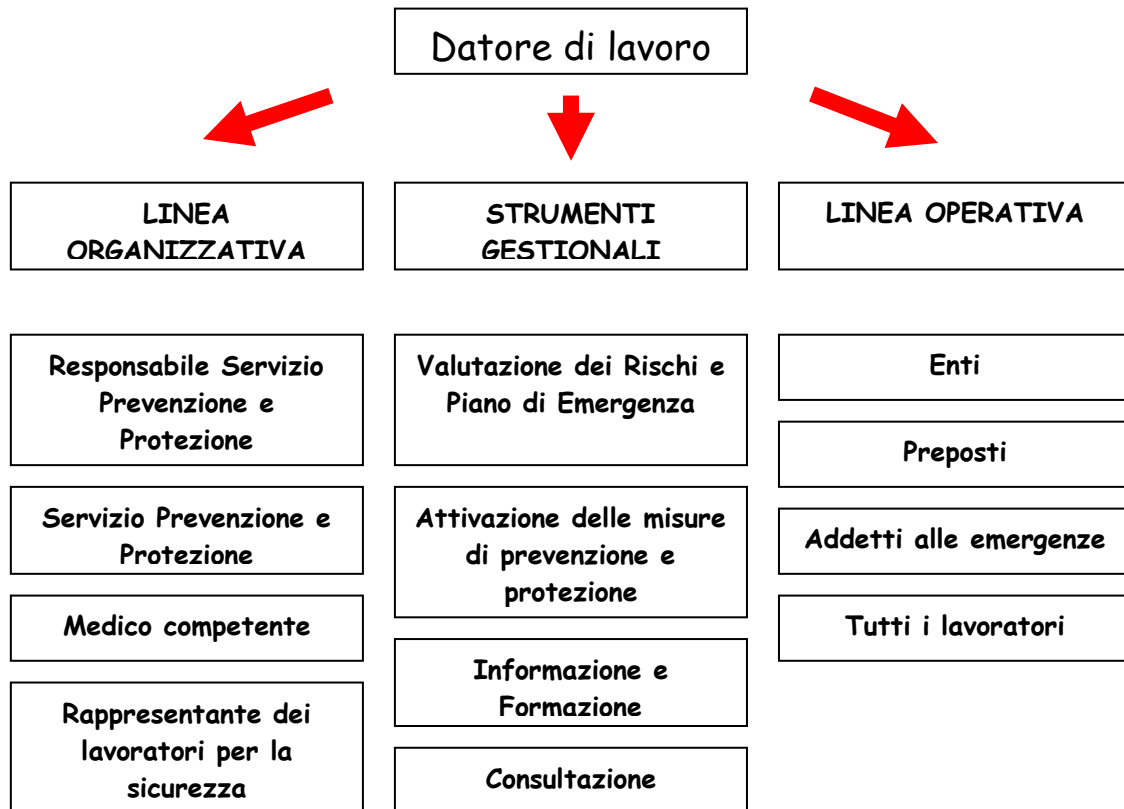 Datore di lavoro
LINEA
ORGANIZZATIVA
STRUMENTI
GESTIONALI
LINEA OPERATIVA
Responsabile Servizio
Prevenzione e
Protezione
Servizio Prevenzione e
Protezione
Medico competente
Rappresentante dei
lavoratori per la
sicurezza
Valutazione dei Rischi e
Piano di Emergenza
Attivazione delle misure
di prevenzione e
protezione
Informazione e
Formazione
Consultazione
Enti
Preposti
Addetti alle emergenze
Tutti i lavoratori